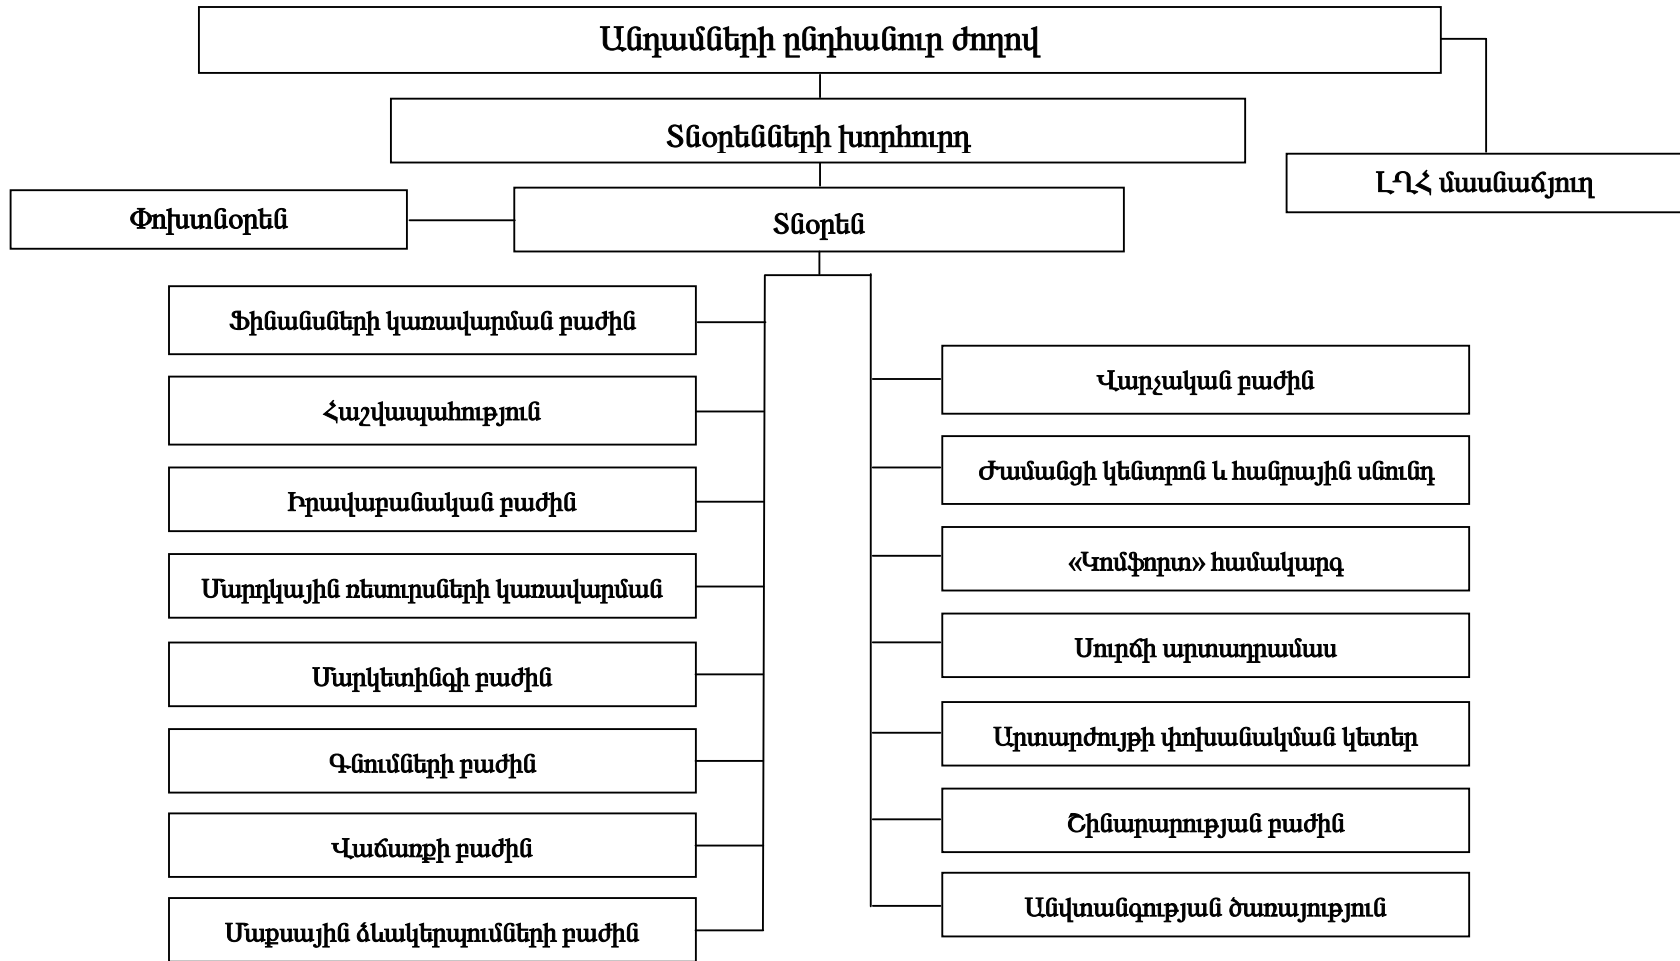 Անդամների ընդհանուր ժողով
Տնօրենների խորհուրդ
ԼՂՀ մասնաճյուղ
Փոխտնօրեն
Տնօրեն
Ֆինանսների կառավարման բաժին
Հաշվապահություն
Իրավաբանական բաժին
Մարդկային ռեսուրսների կառավարման
Մարկետինգի բաժին
Գնումների բաժին
Վաճառքի բաժին
Մաքսային ձևակերպումների բաժին
Վարչական բաժին
Ժամանցի կենտրոն և հանրային սնունդ
«Կոմֆորտ» համակարգ
Սուրճի արտադրամաս
Արտարժույթի փոխանակման կետեր
Շինարարության բաժին
Անվտանգության ծառայություն